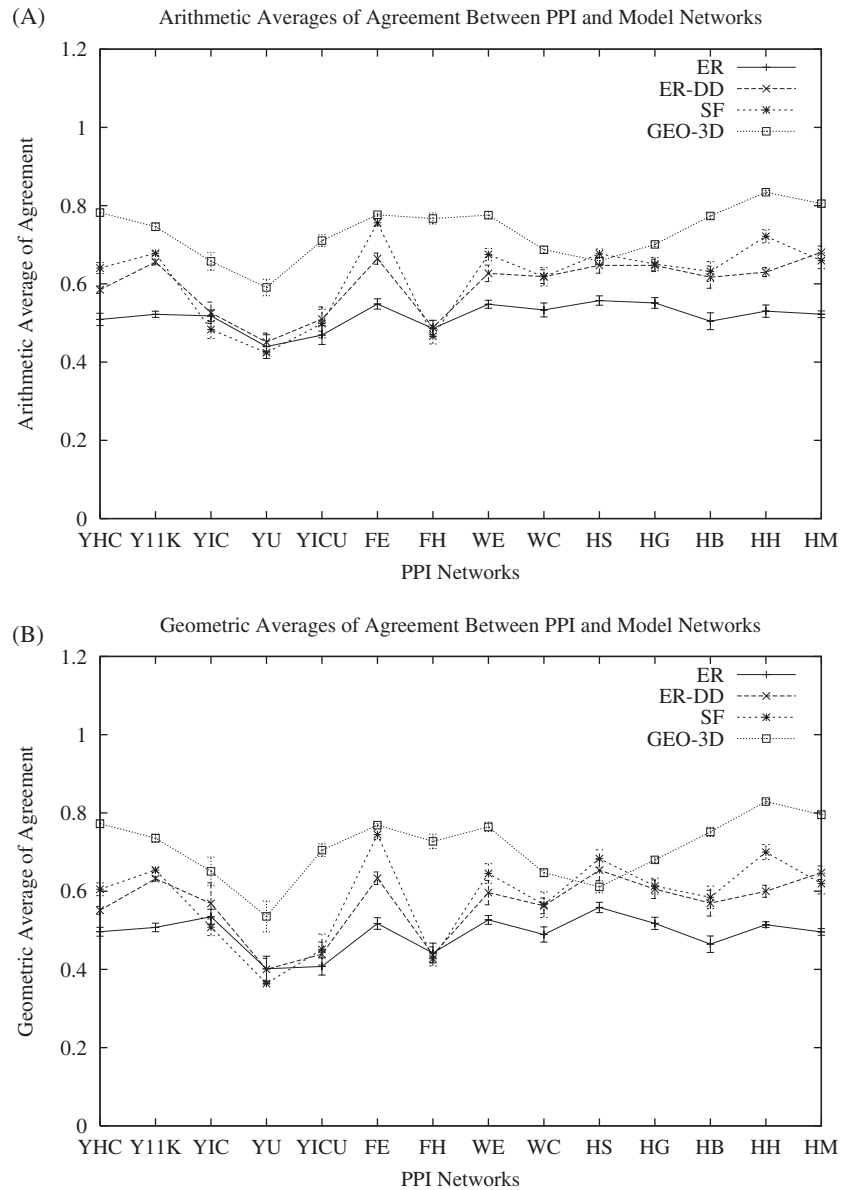 (A)
Arithmetic Averages of Agreement Between PPI and Model Networks
1.2
1
0.8
0.6
0.4
0.2
0
Arithmetic Average of Agreement
ER
ER-DD
SF
GEO-3D
YHC Y11K YIC YU YICU FE FH WE WC HS HG HB HH HM
PPI Networks
(B)
Geometric Averages of Agreement Between PPI and Model Networks
1.2
1
0.8
0.6
0.4
0.2
0
Geometric Average of Agreement
ER
ER-DD
SF
GEO-3D
YHC Y11K YIC YU YICU FE FH WE WC HS HG HB HH HM
PPI Networks